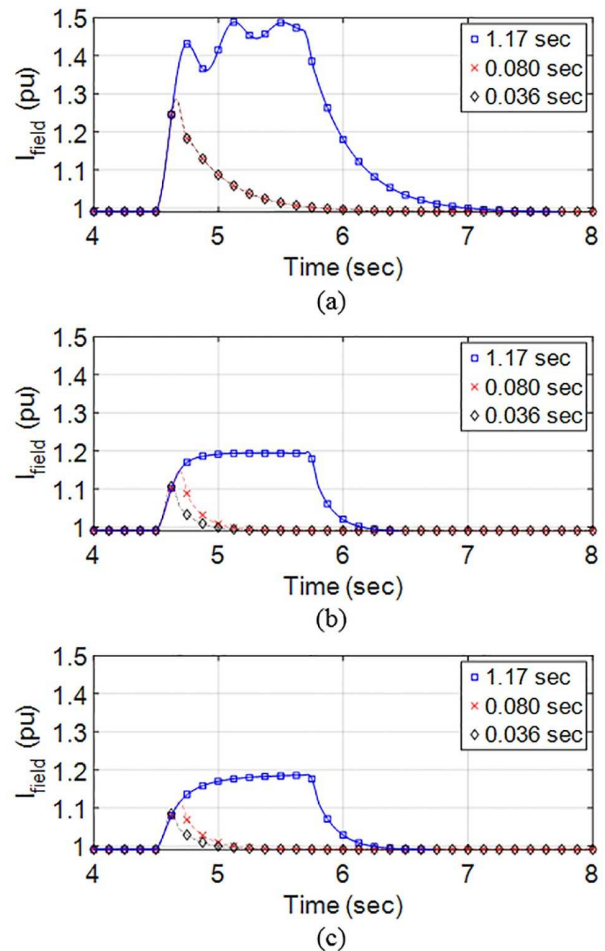 1.5
1.4
1.3
1.2
1.1
1
I_field (pu)
1.17 sec
0.080 sec
0.036 sec
4 5 6 7 8
Time (sec)
(a)
1.5
1.4
1.3
1.2
1.1
1
I_field (pu)
1.17 sec
0.080 sec
0.036 sec
4 5 6 7 8
Time (sec)
(b)
1.5
1.4
1.3
1.2
1.1
1
I_field (pu)
1.17 sec
0.080 sec
0.036 sec
4 5 6 7 8
Time (sec)
(c)